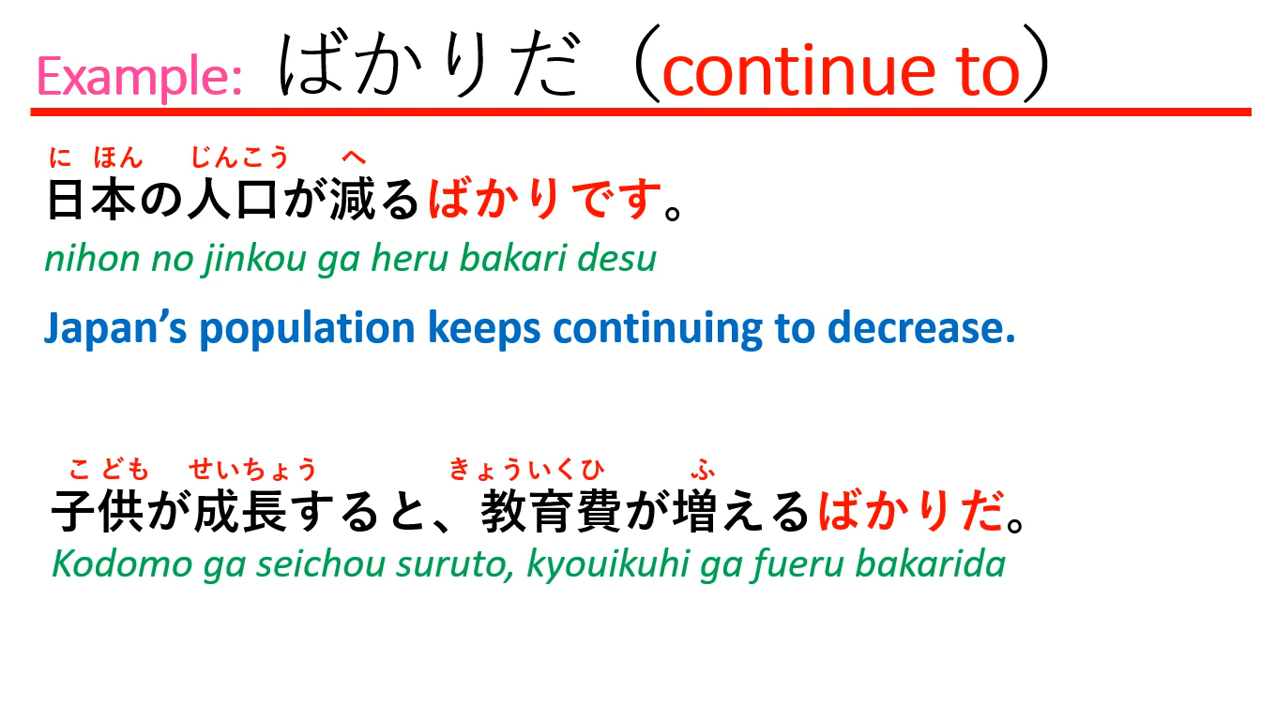 Example: ばかりだ（continue to）
に ほん じんこう へ
日本の人口が減るばかりです。
nihon no jinkou ga heru bakari desu
Japan’s population keeps continuing to decrease.
こ ども せいちょう きょういくひ ふ
子供が成長すると、教育費が増えるばかりだ。
Kodomo ga seichou suruto, kyouikuhi ga fueru bakarida